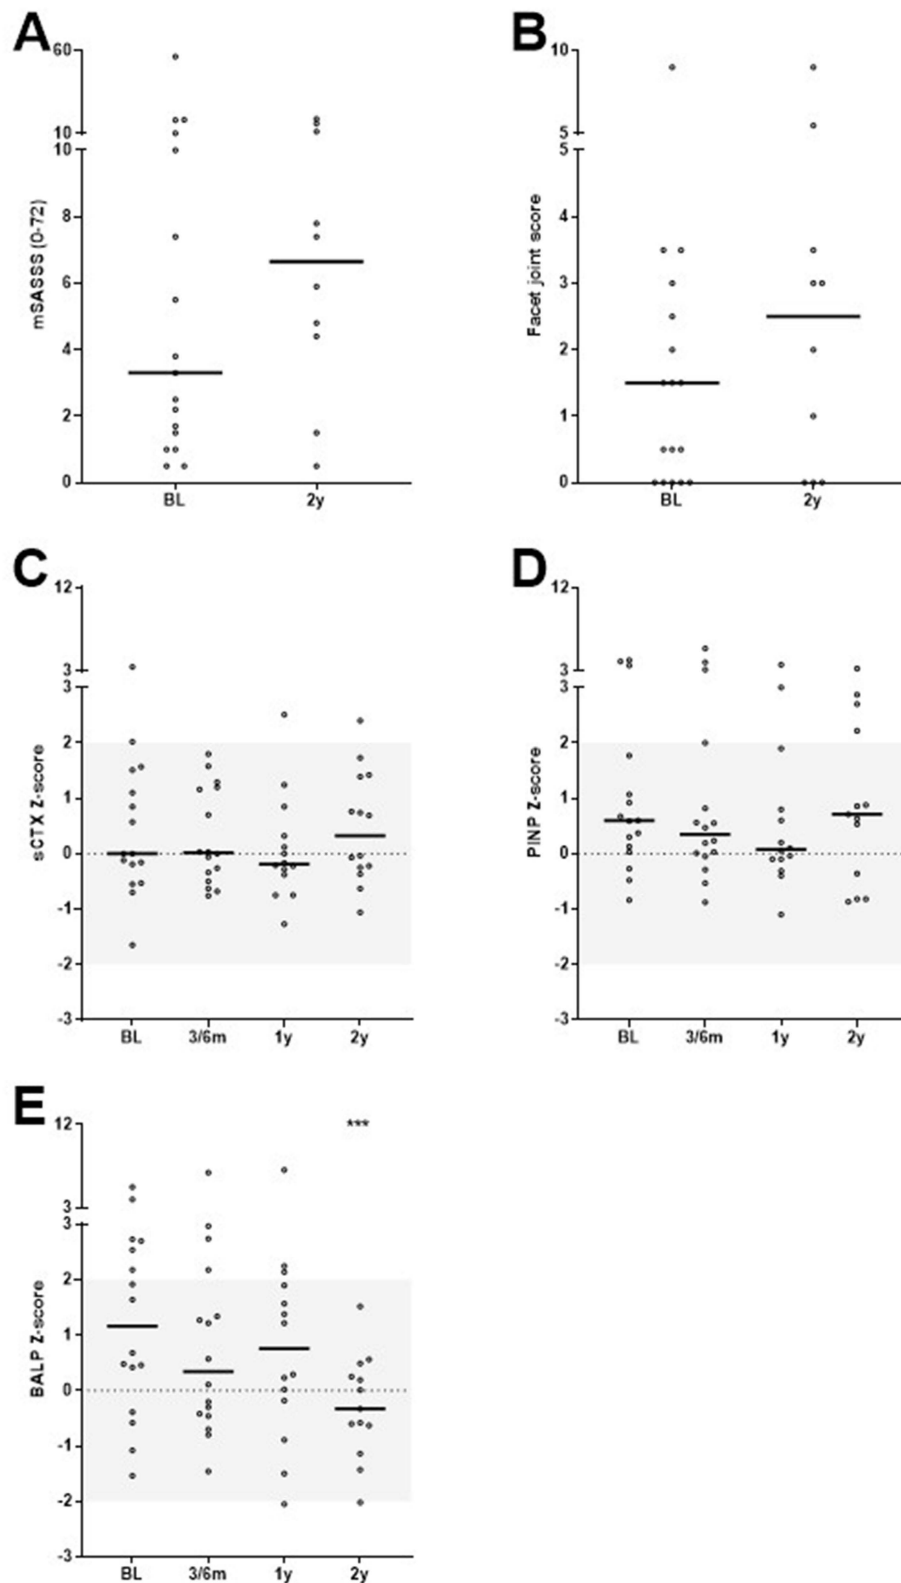 A
B
60
10
10
8
6
4
2
0
mSASSS (0-72)
BL
2y
10
5
5
4
3
2
1
0
Facet joint score
BL
2y
C
D
12
3
3
2
1
0
-1
-2
-3
sCTX Z-score
BL
3/6m
1y
2y
12
3
3
2
1
0
-1
-2
-3
PINP Z-score
BL
3/6m
1y
2y
E
12
3
3
2
1
0
-1
-2
-3
BALP Z-score
***
BL
3/6m
1y
2y